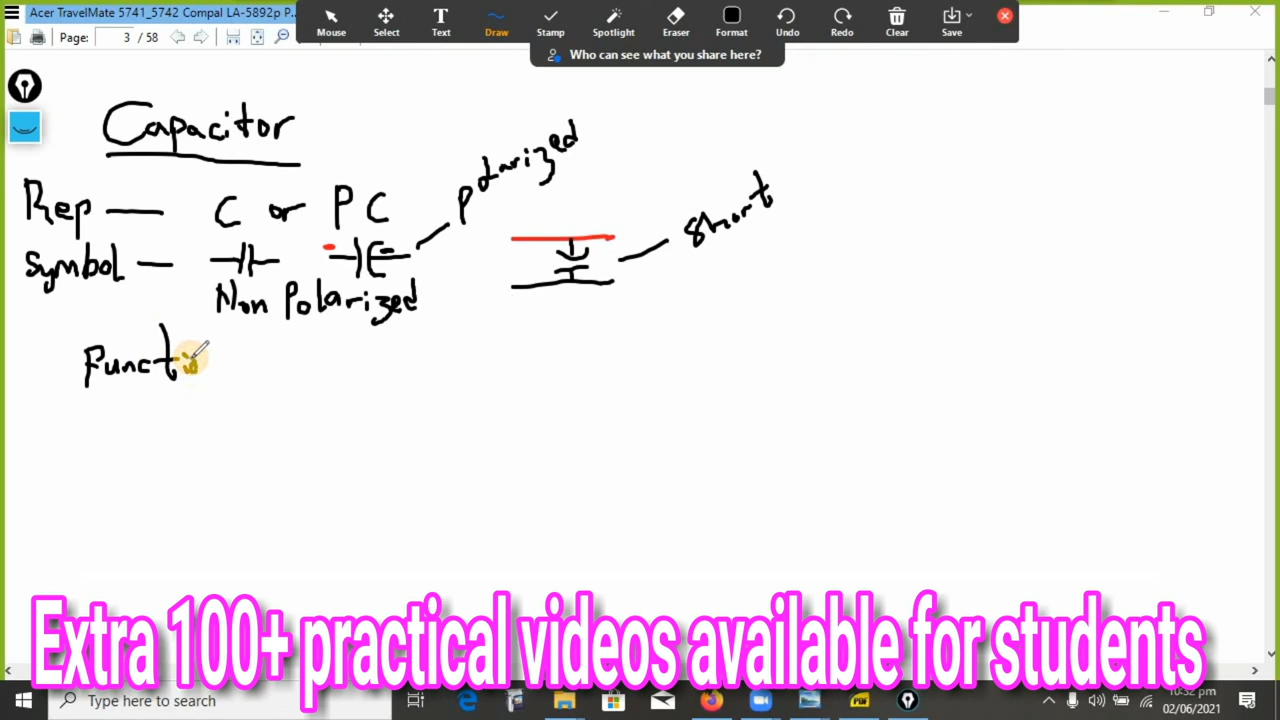 Acer TravelMate 5741_5742 Compal LA-5892p P...
Page: 3 / 58
Mouse Select Text Draw Stamp Spotlight Eraser Format Undo Redo Clear Save
Who can see what you share here?
Capacitor
Rep — C or PC
Polarized
Short
Symbol —
Non Polarized
Functi
Extra 100+ practical videos available for students
Type here to search
10:52 pm
02/06/2021